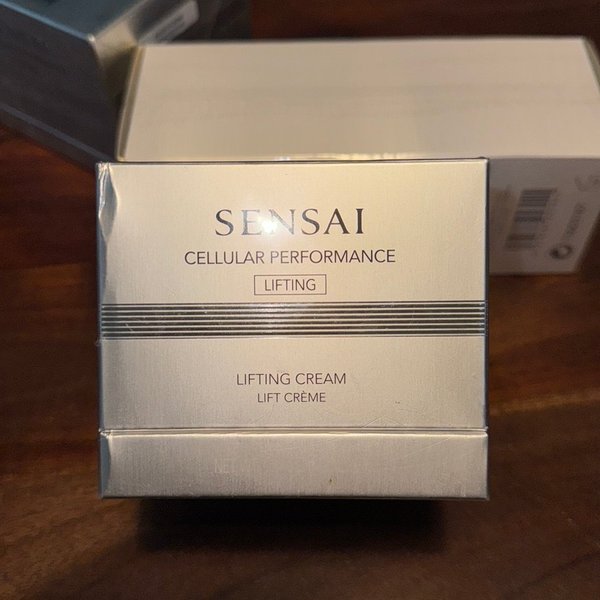 SENSAI
CELLULAR PERFORMANCE
LIFTING
LIFTING CREAM
LIFT CRÈME